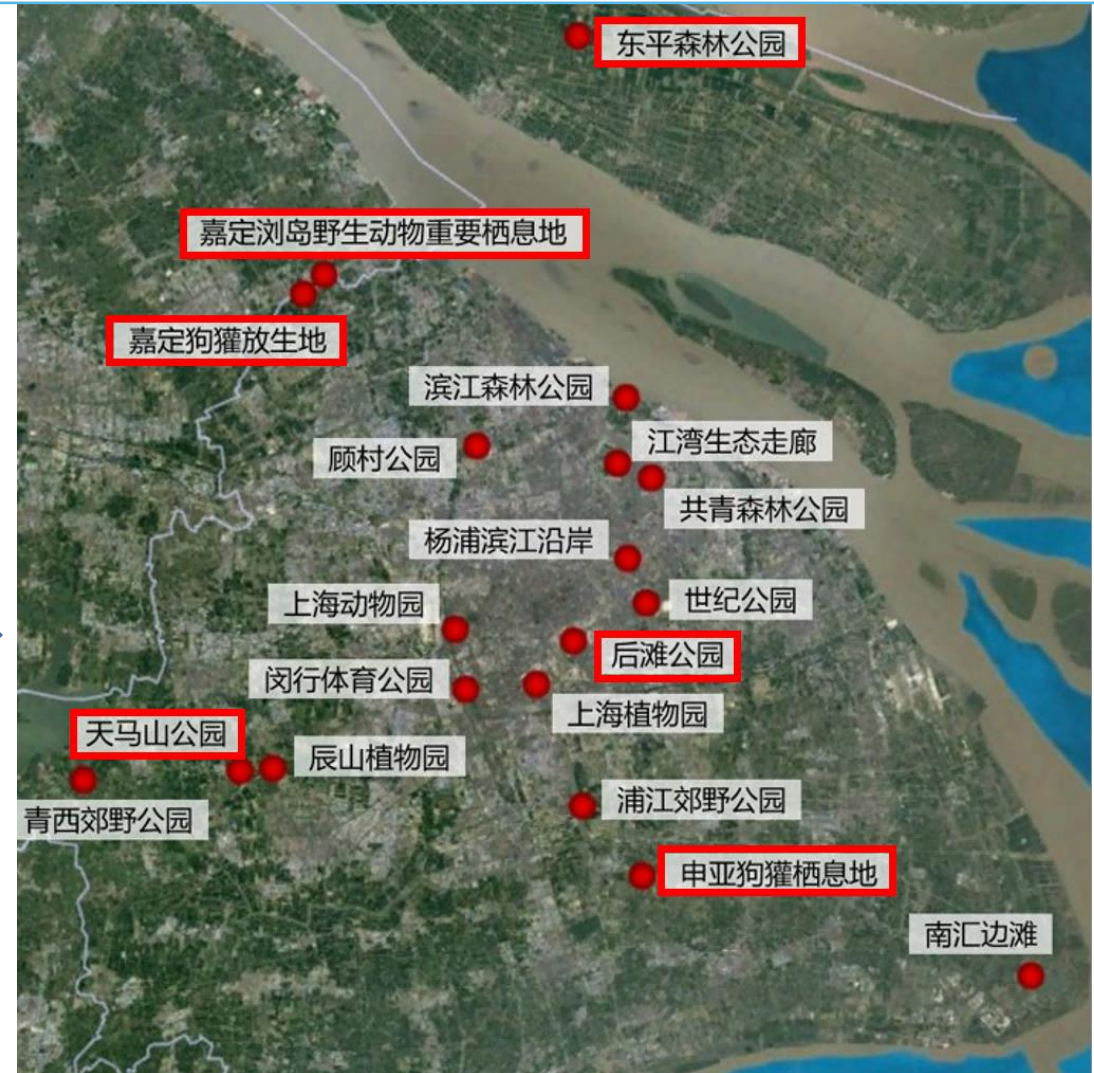 东平森林公园
嘉定浏岛野生动物重要栖息地
嘉定狗獾放生地
滨江森林公园
江湾生态走廊
顾村公园
共青森林公园
杨浦滨江沿岸
上海动物园
世纪公园
后滩公园
闵行体育公园
上海植物园
天马山公园
辰山植物园
青西郊野公园
浦江郊野公园
申亚狗獾栖息地
南汇边滩